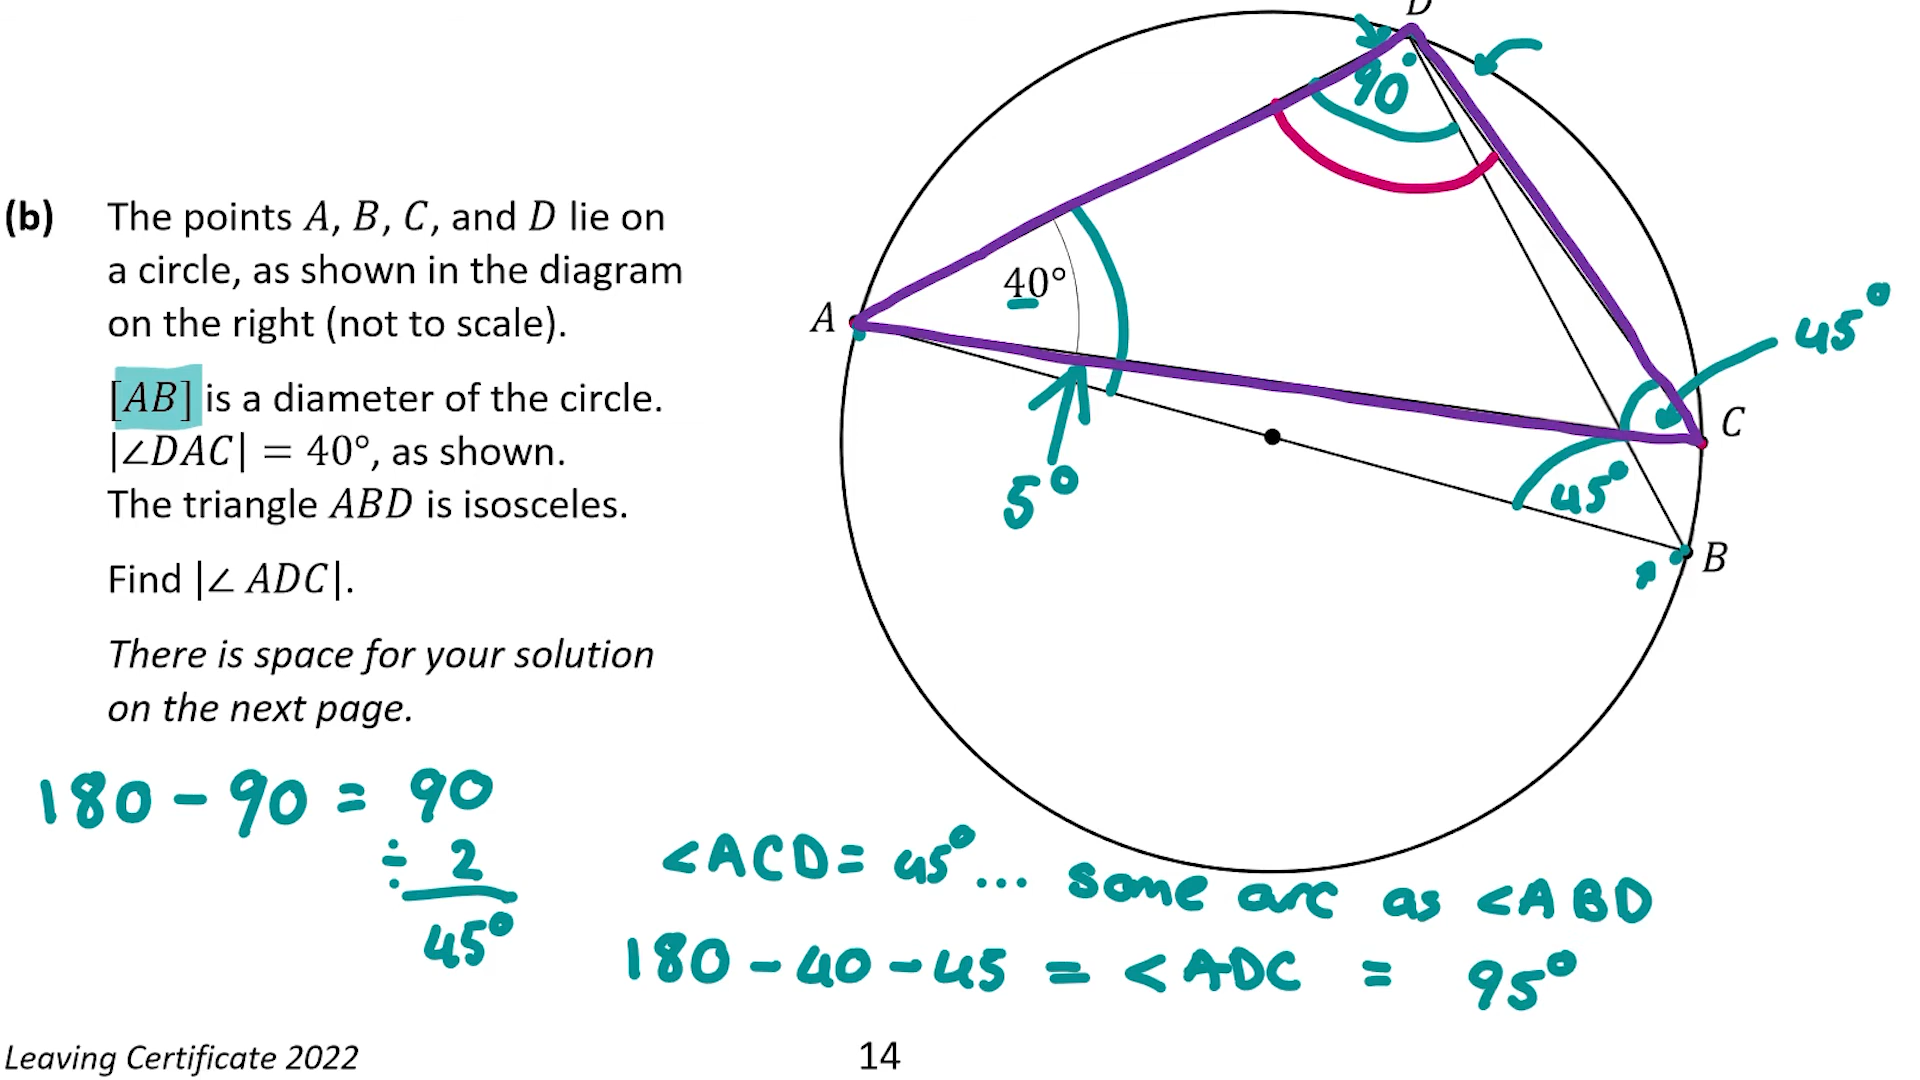 D
90°
(b) The points A, B, C, and D lie on
a circle, as shown in the diagram
on the right (not to scale).
40°
A
45°
[AB] is a diameter of the circle.
|∠DAC| = 40°, as shown.
The triangle ABD is isosceles.
C
5°
45°
B
Find |∠ ADC|.
There is space for your solution
on the next page.
180 - 90 = 90
÷ 2
45°
<ACD = 45° ... same arc as <ABD
180 - 40 - 45 = <ADC = 95°
Leaving Certificate 2022
14